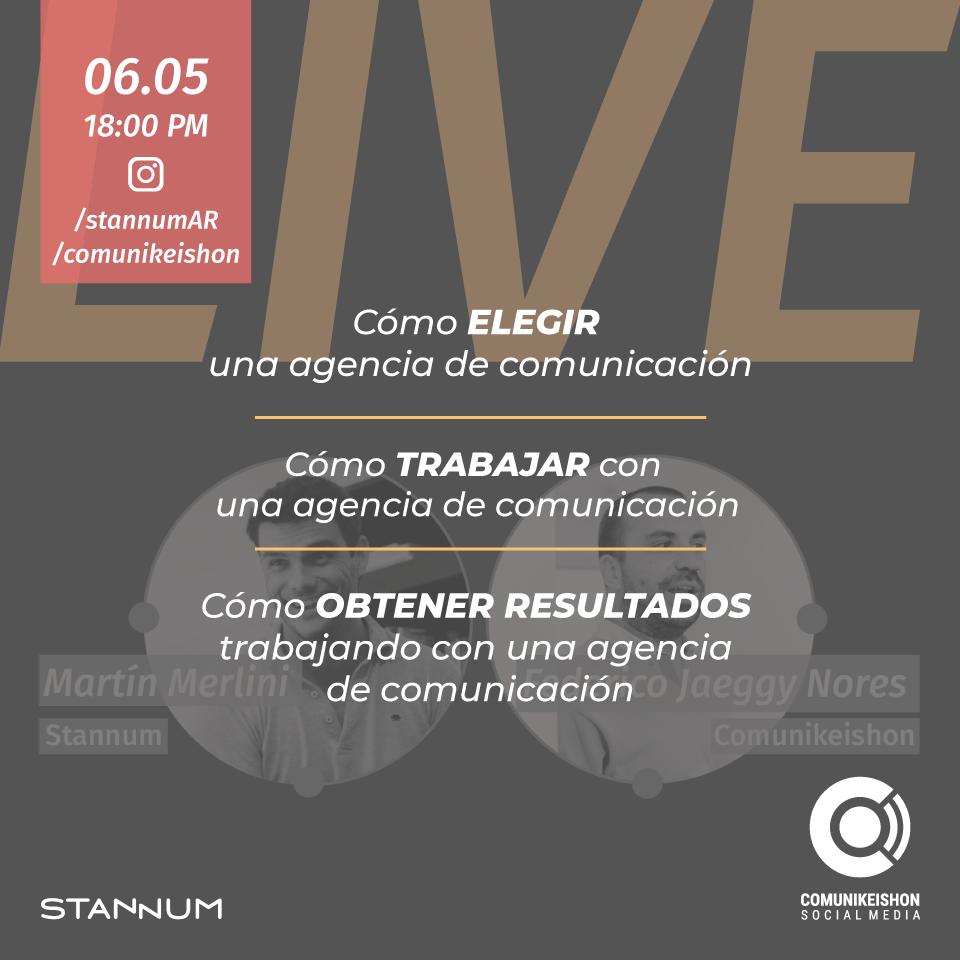 LIVE
06.05
18:00 PM
/stannumAR
/comunikeishon
Cómo ELEGIR
una agencia de comunicación
Cómo TRABAJAR con
una agencia de comunicación
Cómo OBTENER RESULTADOS
trabajando con una agencia
de comunicación
Martín Merlini
Stannum
Federico Jaeggy Nores
Comunikeishon
STANNUM
COMUNIKEISHON
SOCIAL MEDIA